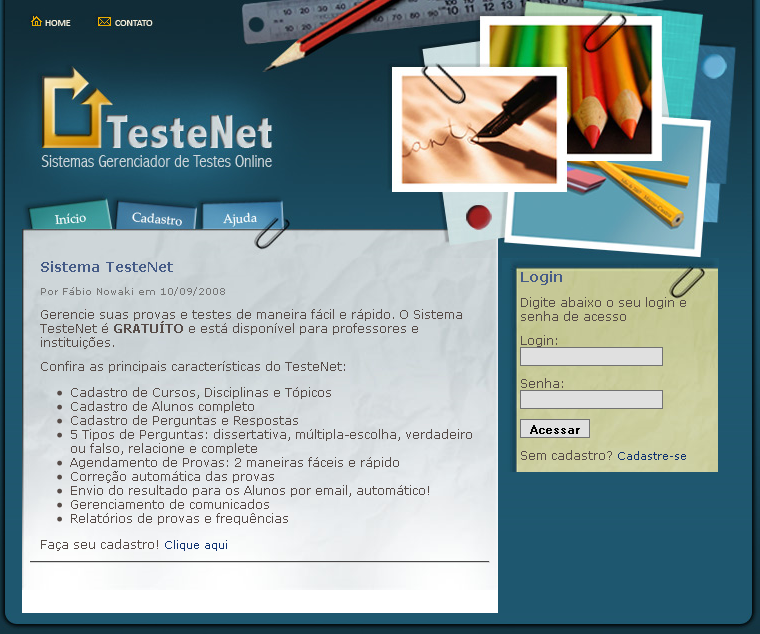 HOME
CONTATO
TesteNet
Sistemas Gerenciador de Testes Online
Início
Cadastro
Ajuda
Sistema TesteNet
Por Fábio Nowaki em 10/09/2008
Gerencie suas provas e testes de maneira fácil e rápido. O Sistema
TesteNet é GRATUÍTO e está disponível para professores e
instituições.
Confira as principais características do TesteNet:
Cadastro de Cursos, Disciplinas e Tópicos
Cadastro de Alunos completo
Cadastro de Perguntas e Respostas
5 Tipos de Perguntas: dissertativa, múltipla-escolha, verdadeiro
ou falso, relacione e complete
Agendamento de Provas: 2 maneiras fáceis e rápido
Correção automática das provas
Envio do resultado para os Alunos por email, automático!
Gerenciamento de comunicados
Relatórios de provas e frequências
Faça seu cadastro! Clique aqui
Login
Digite abaixo o seu login e
senha de acesso
Login:
Senha:
Acessar
Sem cadastro? Cadastre-se